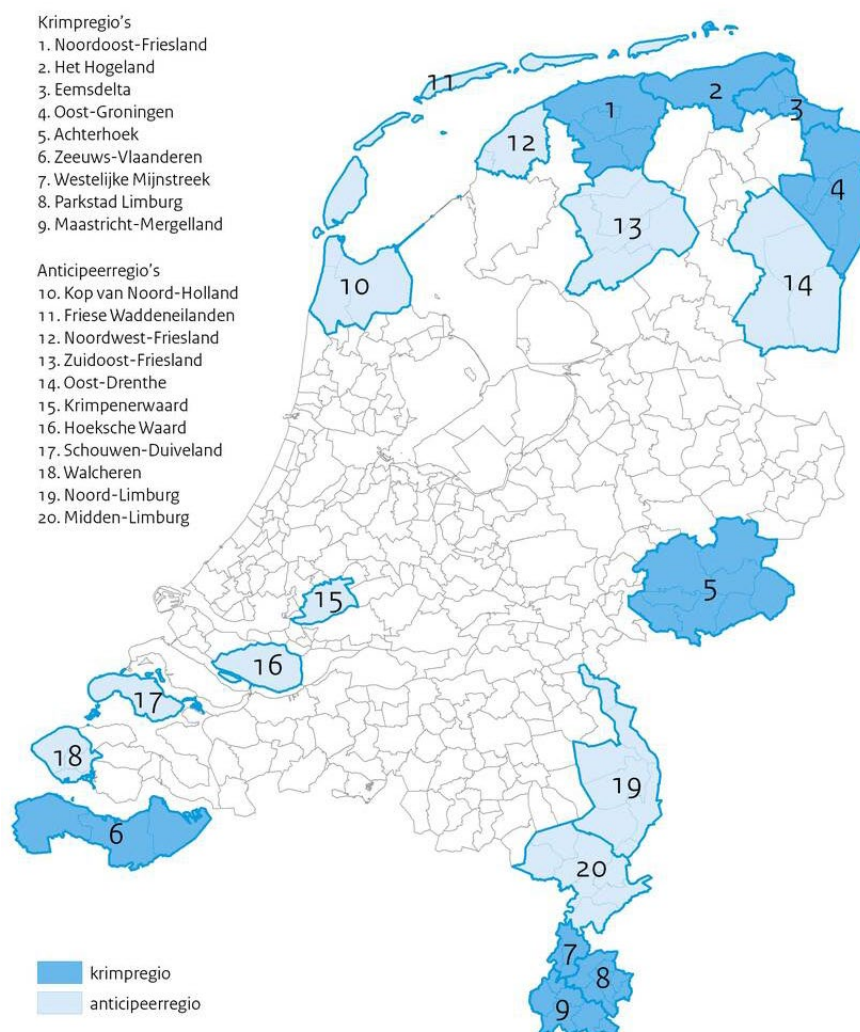 Krimpregio's
1. Noordoost-Friesland
2. Het Hogeland
3. Eemsdelta
4. Oost-Groningen
5. Achterhoek
6. Zeeuws-Vlaanderen
7. Westelijke Mijnstreek
8. Parkstad Limburg
9. Maastricht-Mergelland
Anticipeerregio's
10. Kop van Noord-Holland
11. Friese Waddeneilanden
12. Noordwest-Friesland
13. Zuidoost-Friesland
14. Oost-Drenthe
15. Krimpenerwaard
16. Hoeksche Waard
17. Schouwen-Duiveland
18. Walcheren
19. Noord-Limburg
20. Midden-Limburg
11
2
1
3
12
4
13
14
10
5
15
16
17
18
19
6
20
7
8
9
krimpregio
anticipeerregio